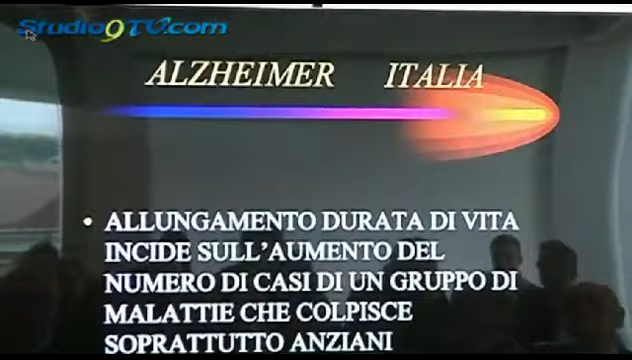 Studio9TV.com
ALZHEIMER ITALIA
• ALLUNGAMENTO DURATA DI VITA
INCIDE SULL'AUMENTO DEL
NUMERO DI CASI DI UN GRUPPO DI
MALATTIE CHE COLPISCE
SOPRATTUTTO ANZIANI